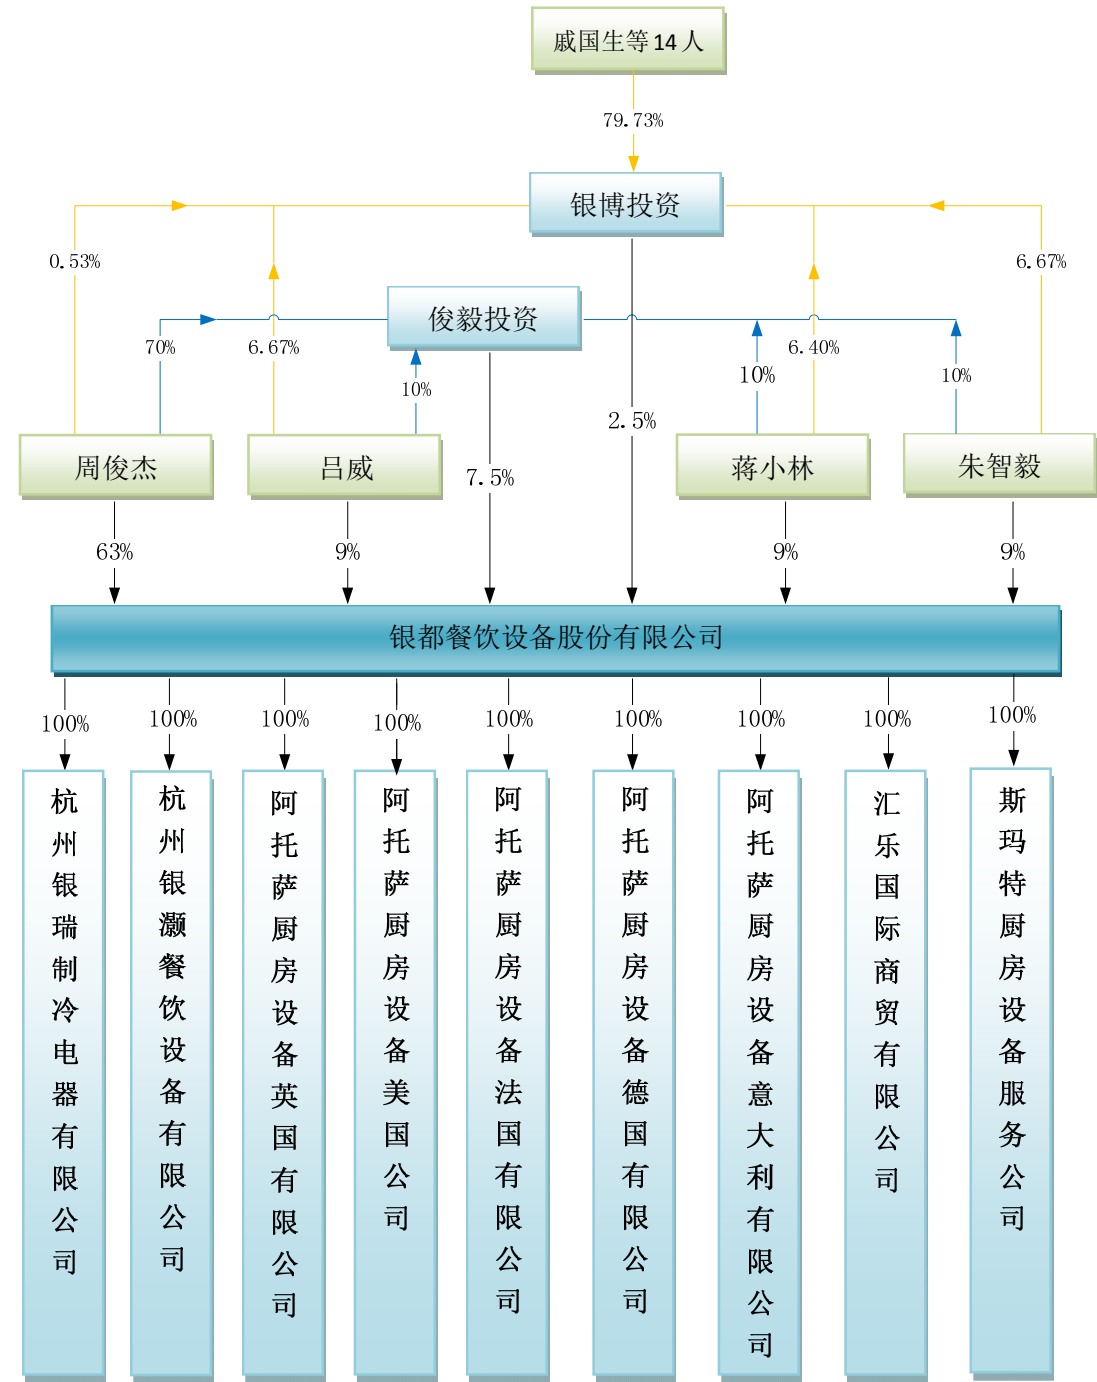 戚国生等14人
79.73%
银博投资
0.53%
6.67%
俊毅投资
70%
6.67%
10%
10%
6.40%
10%
2.5%
周俊杰
吕威
7.5%
蒋小林
朱智毅
63%
9%
9%
9%
银都餐饮设备股份有限公司
100%
100%
100%
100%
100%
100%
100%
100%
100%
杭州银瑞制冷电器有限公司
杭州银灏餐饮设备有限公司
阿托萨厨房设备英国有限公司
阿托萨厨房设备美国公司
阿托萨厨房设备法国有限公司
阿托萨厨房设备德国有限公司
阿托萨厨房设备意大利有限公司
汇乐国际商贸有限公司
斯玛特厨房设备服务公司